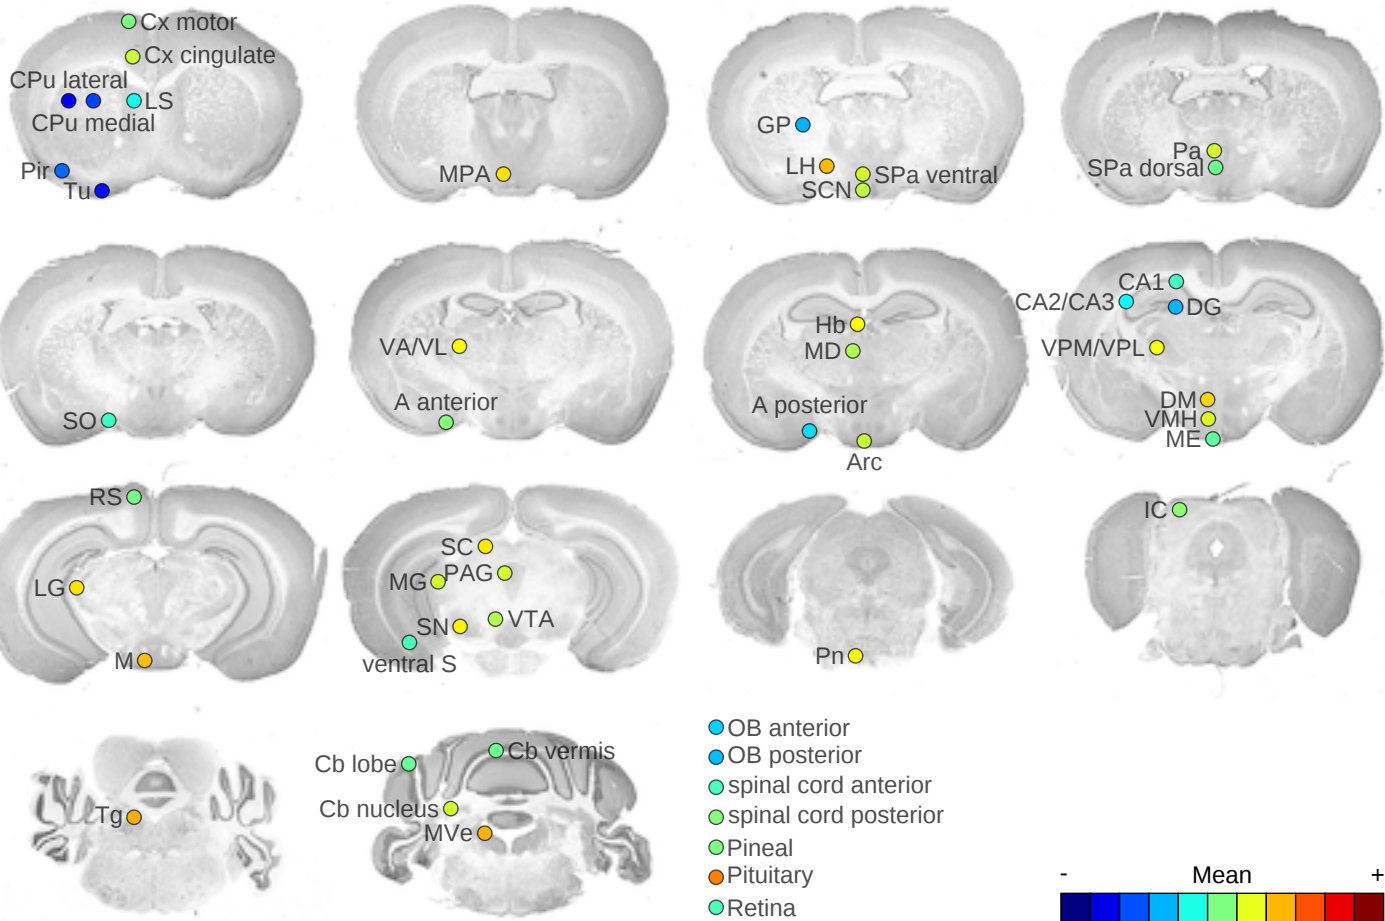 Cx motor
Cx cingulate
CPu lateral
LS
CPu medial
Pir
Tu
MPA
GP
LH
SPa ventral
SCN
Pa
SPa dorsal
SO
VA/VL
A anterior
Hb
MD
A posterior
Arc
CA1
CA2/CA3
DG
VPM/VPL
DM
VMH
ME
RS
LG
M
SC
MG
PAG
SN
VTA
ventral S
Pn
IC
Tg
Cb lobe
Cb vermis
Cb nucleus
MVe
OB anterior
OB posterior
spinal cord anterior
spinal cord posterior
Pineal
Pituitary
Retina
- Mean +